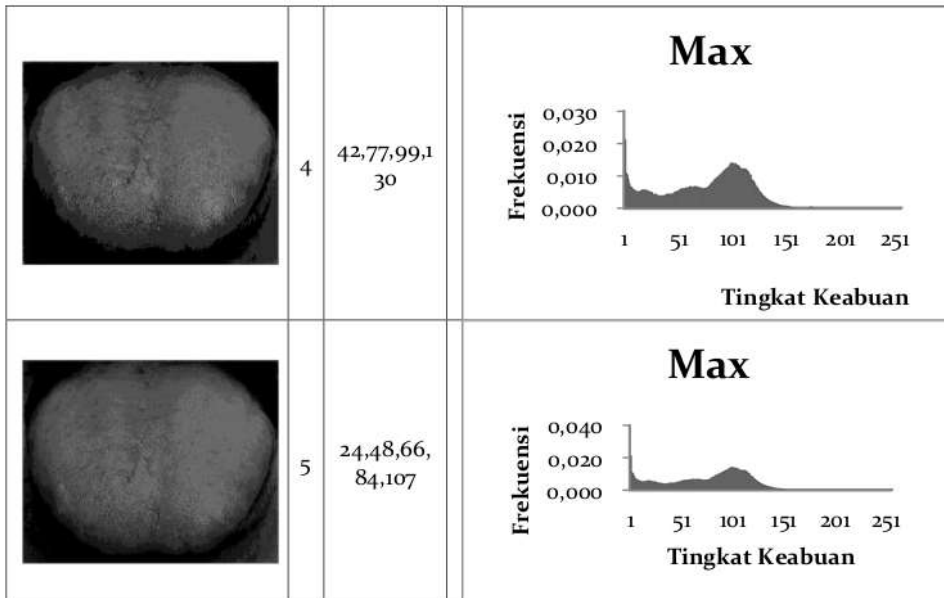 4
42,77,99,1
30
Max
Frekuensi
0,030
0,020
0,010
0,000
1 51 101 151 201 251
Tingkat Keabuan
5
24,48,66,
84,107
Max
Frekuensi
0,040
0,020
0,000
1 51 101 151 201 251
Tingkat Keabuan